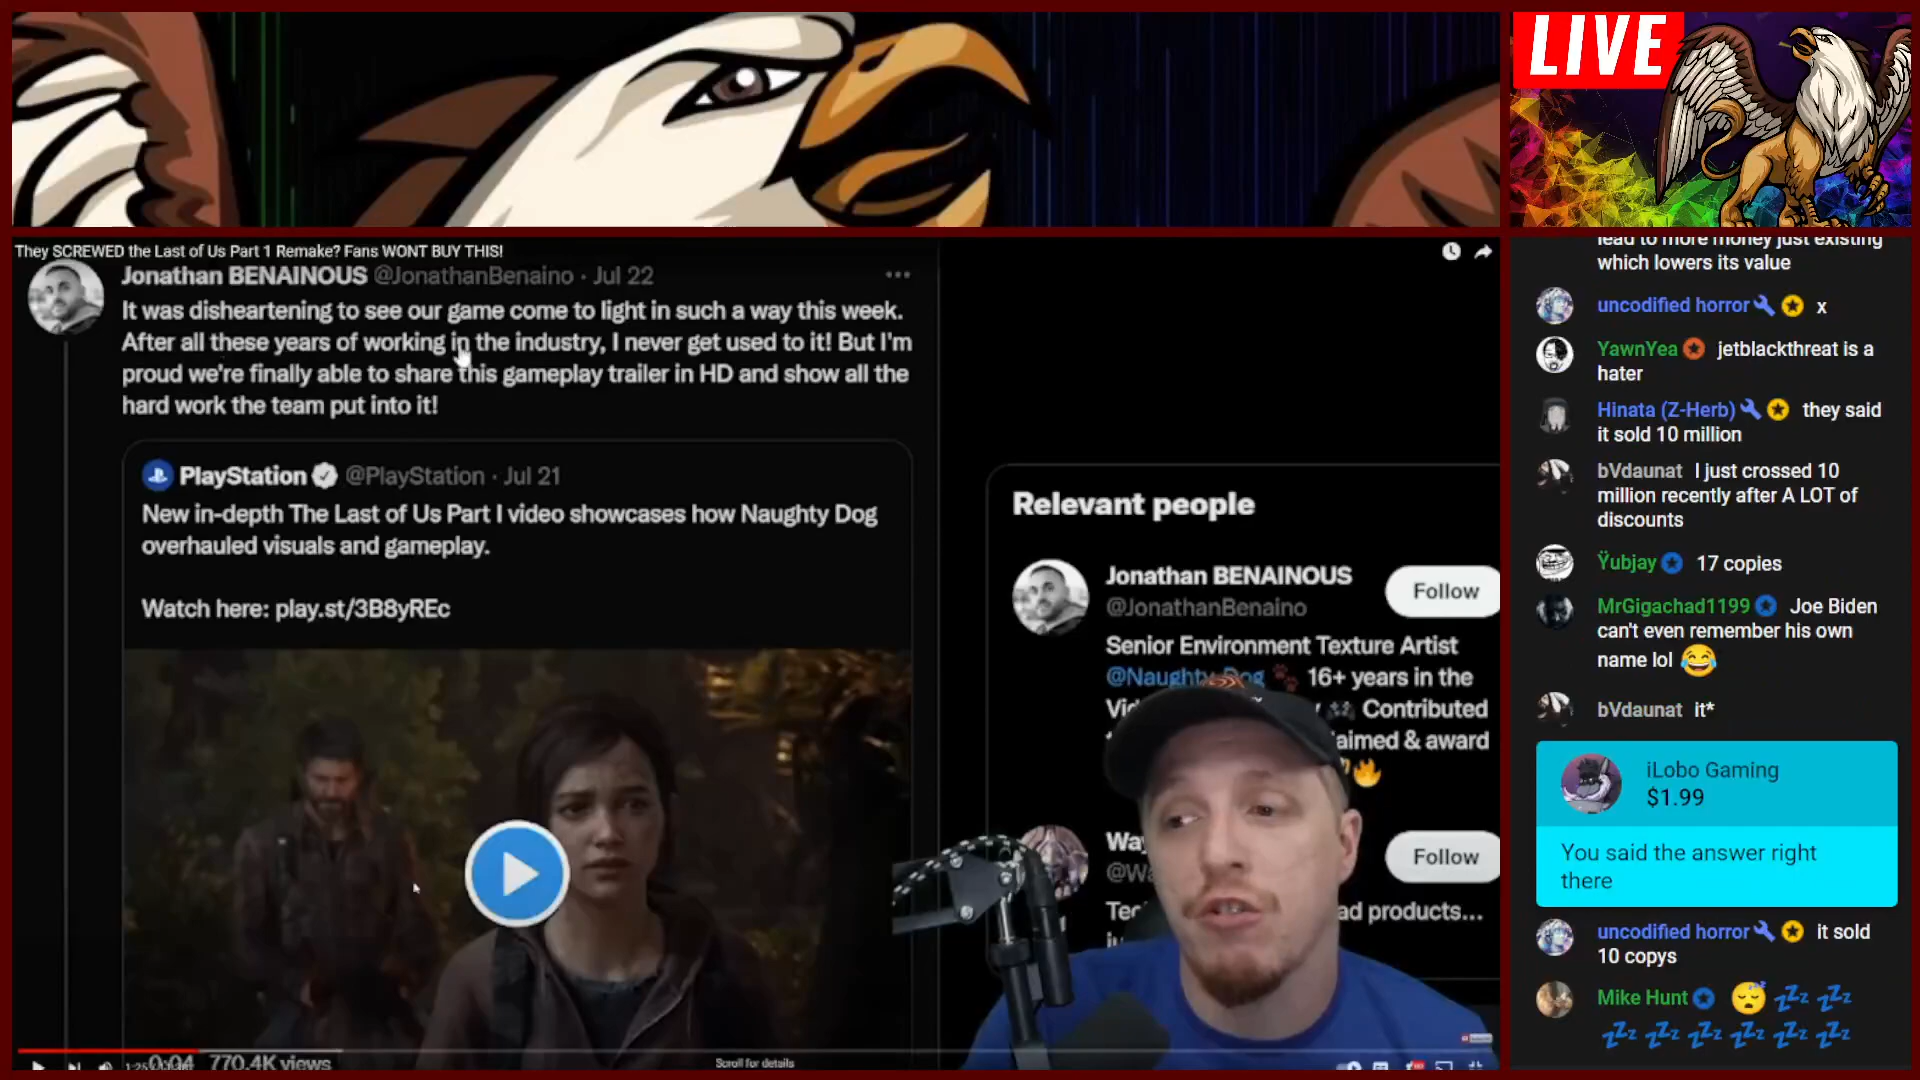 LIVE
They SCREWED the Last of Us Part 1 Remake? Fans WONT BUY THIS!
Jonathan BENAINOUS @JonathanBenaino · Jul 22
It was disheartening to see our game come to light in such a way this week.
After all these years of working in the industry, I never get used to it! But I'm
proud we're finally able to share this gameplay trailer in HD and show all the
hard work the team put into it!
PlayStation @PlayStation · Jul 21
New in-depth The Last of Us Part I video showcases how Naughty Dog
overhauled visuals and gameplay.
Watch here: play.st/3B8yREc
0:04 770.4K views
Scroll for details
Relevant people
Jonathan BENAINOUS
@JonathanBenaino
Follow
Senior Environment Texture Artist
@Naughty_Dog 🐾 16+ years in the
🎮 Contributed
aimed & award
🔥
Follow
ad products...
lead to more money just existing
which lowers its value
uncodified horror x
YawnYea jetblackthreat is a
hater
Hinata (Z-Herb) they said
it sold 10 million
bVdaunat I just crossed 10
million recently after A LOT of
discounts
Ÿubjay 17 copies
MrGigachad1199 Joe Biden
can't even remember his own
name lol 😂
bVdaunat it*
iLobo Gaming
$1.99
You said the answer right
there
uncodified horror it sold
10 copys
Mike Hunt 😴 💤 💤
💤 💤 💤 💤 💤 💤